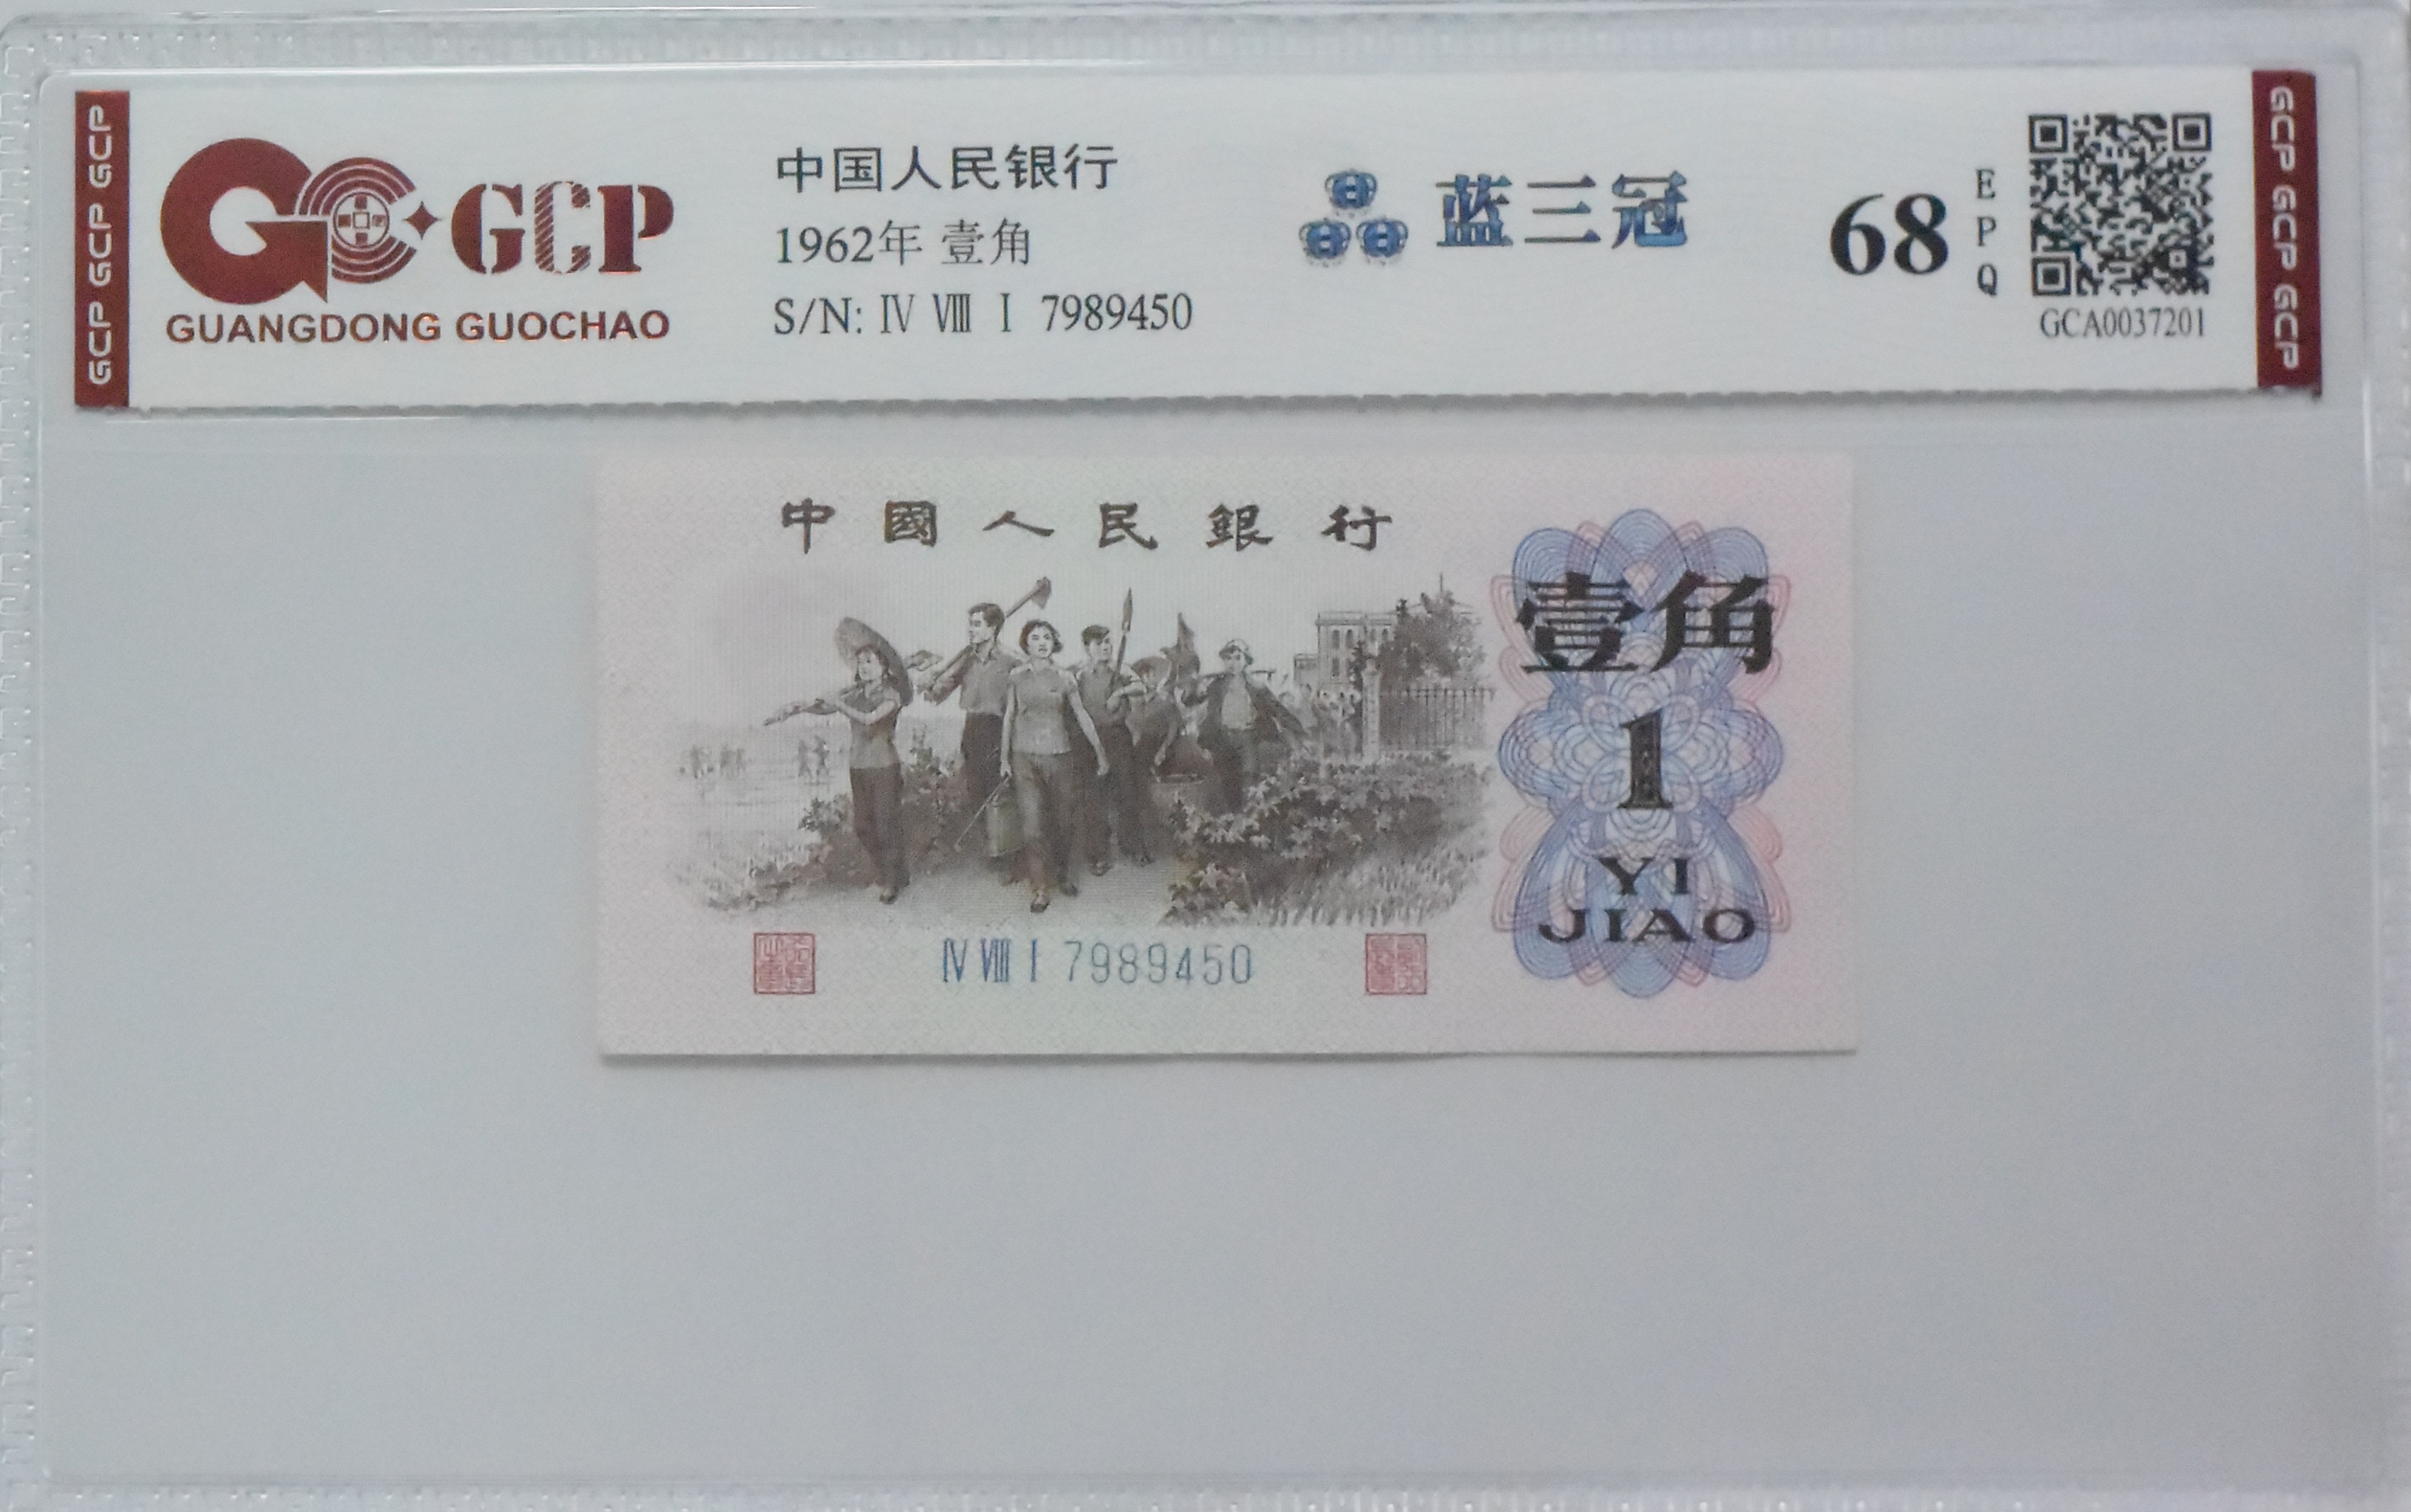 GCP GCP GCP
GCP
GUANGDONG GUOCHAO
中国人民银行
1962年 壹角
S/N: Ⅳ Ⅷ Ⅰ 7989450
蓝三冠
68
EPQ
GCA0037201
GCP GCP GCP
中國人民銀行
壹角
1
YI
JIAO
Ⅳ Ⅷ Ⅰ 7989450